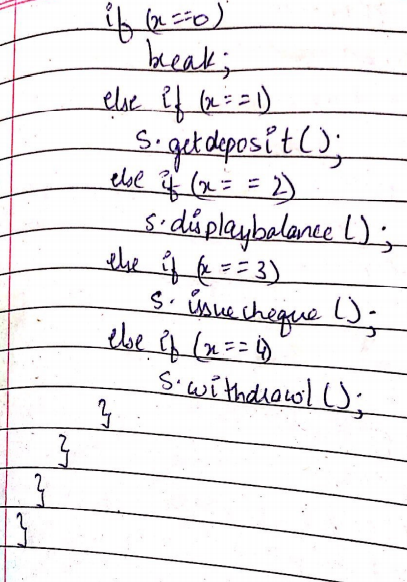 if (x==0)
break;
else if (x==1)
s.getdeposit();
else if (x==2)
s.displaybalance();
else if (x==3)
s.issuecheque();
else if (x==4)
s.withdrawl();
}
}
}
}